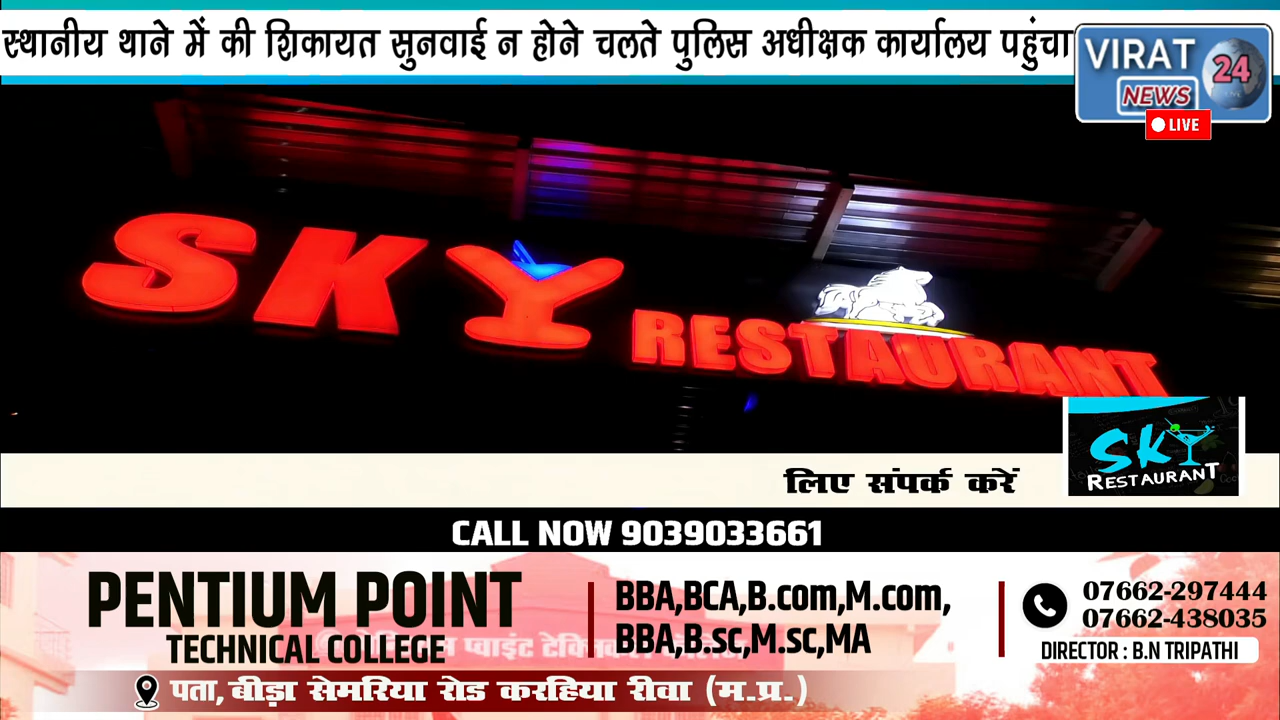 स्थानीय थाने में की शिकायत सुनवाई न होने चलते पुलिस अधीक्षक कार्यालय पहुंचा
VIRAT 24
NEWS
LIVE
SKY RESTAURANT
SKY
RESTAURANT
लिए संपर्क करें
CALL NOW 9039033661
PENTIUM POINT
TECHNICAL COLLEGE
BBA,BCA,B.com,M.com,
BBA,B.sc,M.sc,MA
07662-297444
07662-438035
DIRECTOR : B.N TRIPATHI
प्वाइंट
पता, बीड़ा सेमरिया रोड करहिया रीवा (म.प्र.)